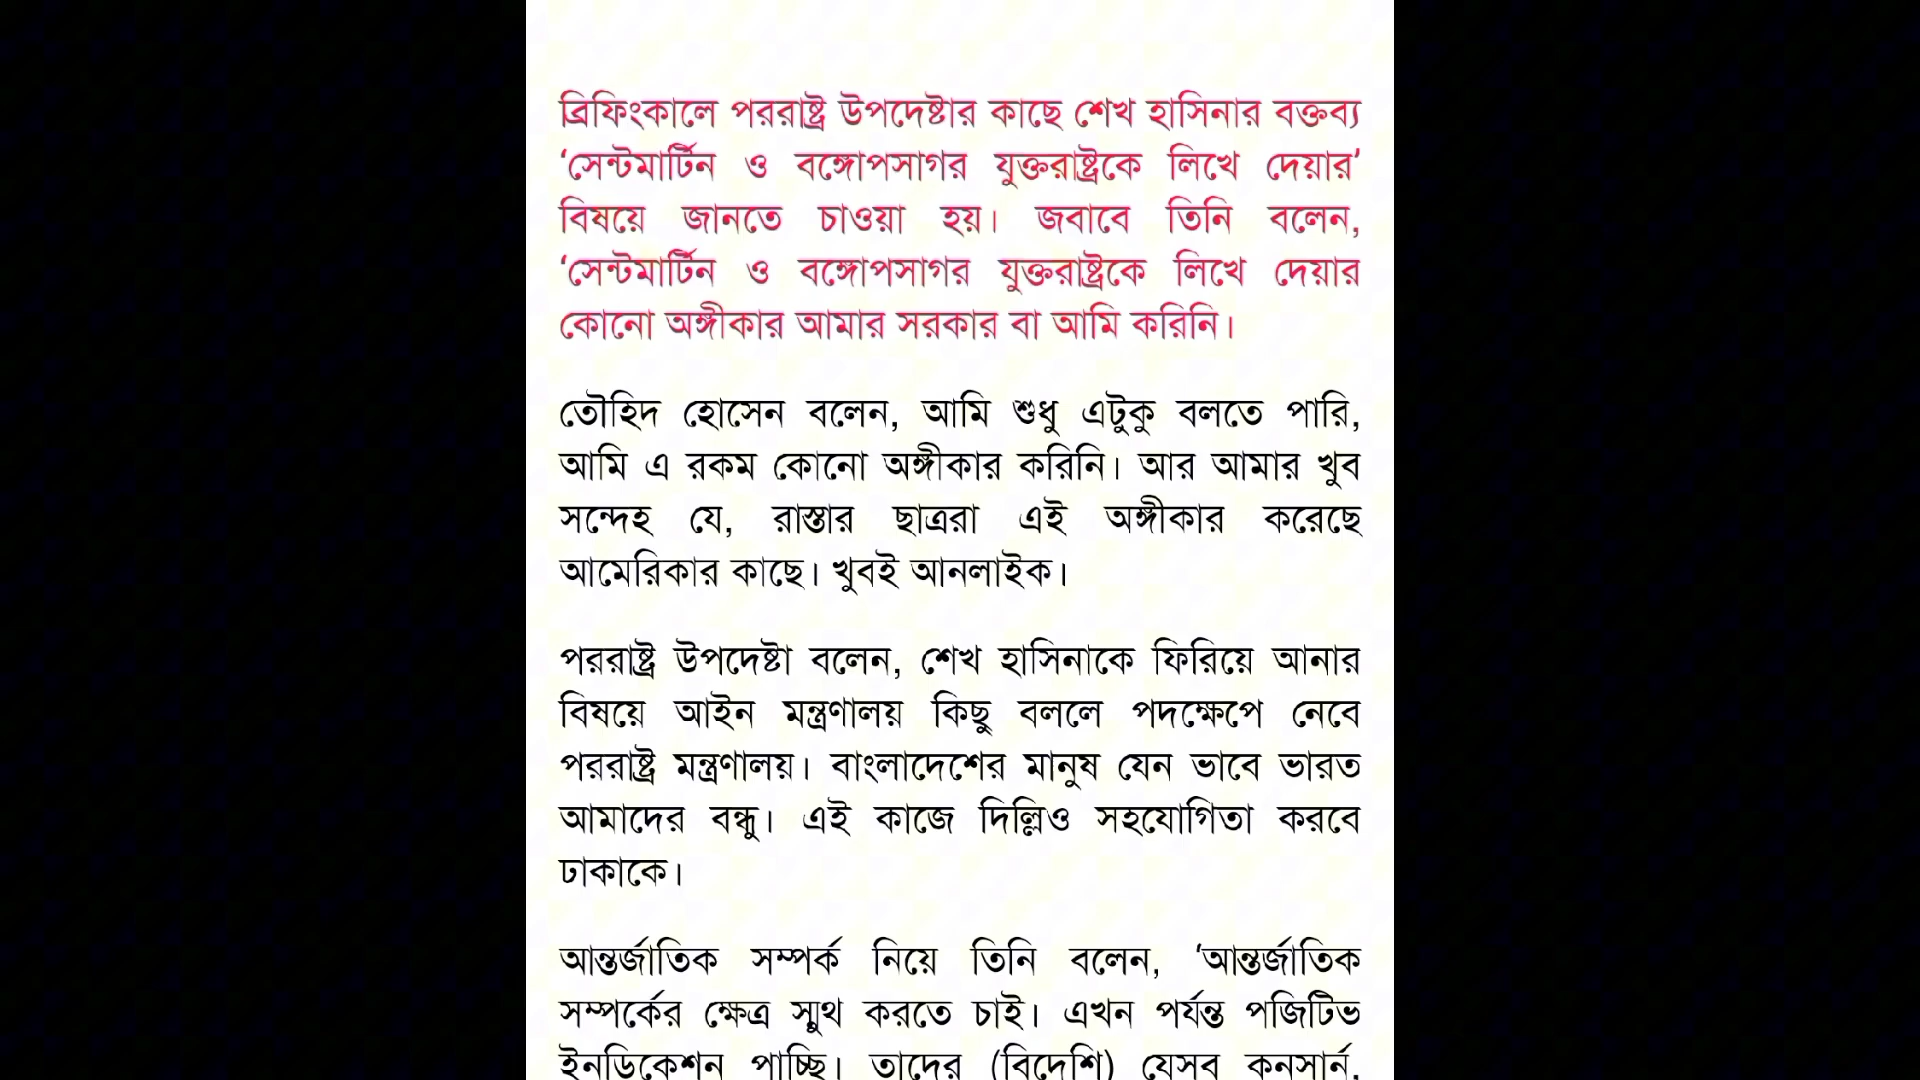 ব্রিফিংকালে পররাষ্ট্র উপদেষ্টার কাছে শেখ হাসিনার বক্তব্য
‘সেন্টমার্টিন ও বঙ্গোপসাগর যুক্তরাষ্ট্রকে লিখে দেয়ার’
বিষয়ে জানতে চাওয়া হয়। জবাবে তিনি বলেন,
‘সেন্টমার্টিন ও বঙ্গোপসাগর যুক্তরাষ্ট্রকে লিখে দেয়ার
কোনো অঙ্গীকার আমার সরকার বা আমি করিনি।
তৌহিদ হোসেন বলেন, আমি শুধু এটুকু বলতে পারি,
আমি এ রকম কোনো অঙ্গীকার করিনি। আর আমার খুব
সন্দেহ যে, রাস্তার ছাত্ররা এই অঙ্গীকার করেছে
আমেরিকার কাছে। খুবই আনলাইক।
পররাষ্ট্র উপদেষ্টা বলেন, শেখ হাসিনাকে ফিরিয়ে আনার
বিষয়ে আইন মন্ত্রণালয় কিছু বললে পদক্ষেপে নেবে
পররাষ্ট্র মন্ত্রণালয়। বাংলাদেশের মানুষ যেন ভাবে ভারত
আমাদের বন্ধু। এই কাজে দিল্লিও সহযোগিতা করবে
ঢাকাকে।
আন্তর্জাতিক সম্পর্ক নিয়ে তিনি বলেন, ‘আন্তর্জাতিক
সম্পর্কের ক্ষেত্র স্মুথ করতে চাই। এখন পর্যন্ত পজিটিভ
ইনডিকেশন পাচ্ছি। তাদের (বিদেশি) যেসব কনসার্ন,